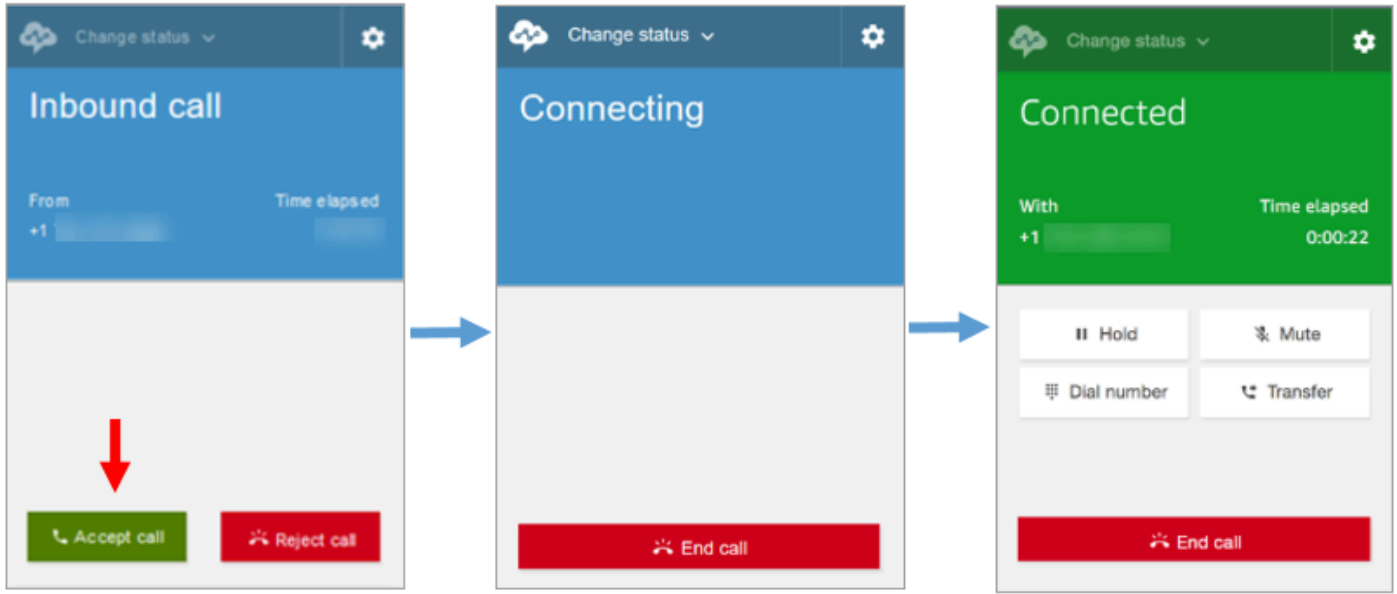 Change status
Inbound call
From Time elapsed
+1
Accept call Reject call
Change status
Connecting
End call
Change status
Connected
With Time elapsed
+1 0:00:22
Hold Mute
Dial number Transfer
End call